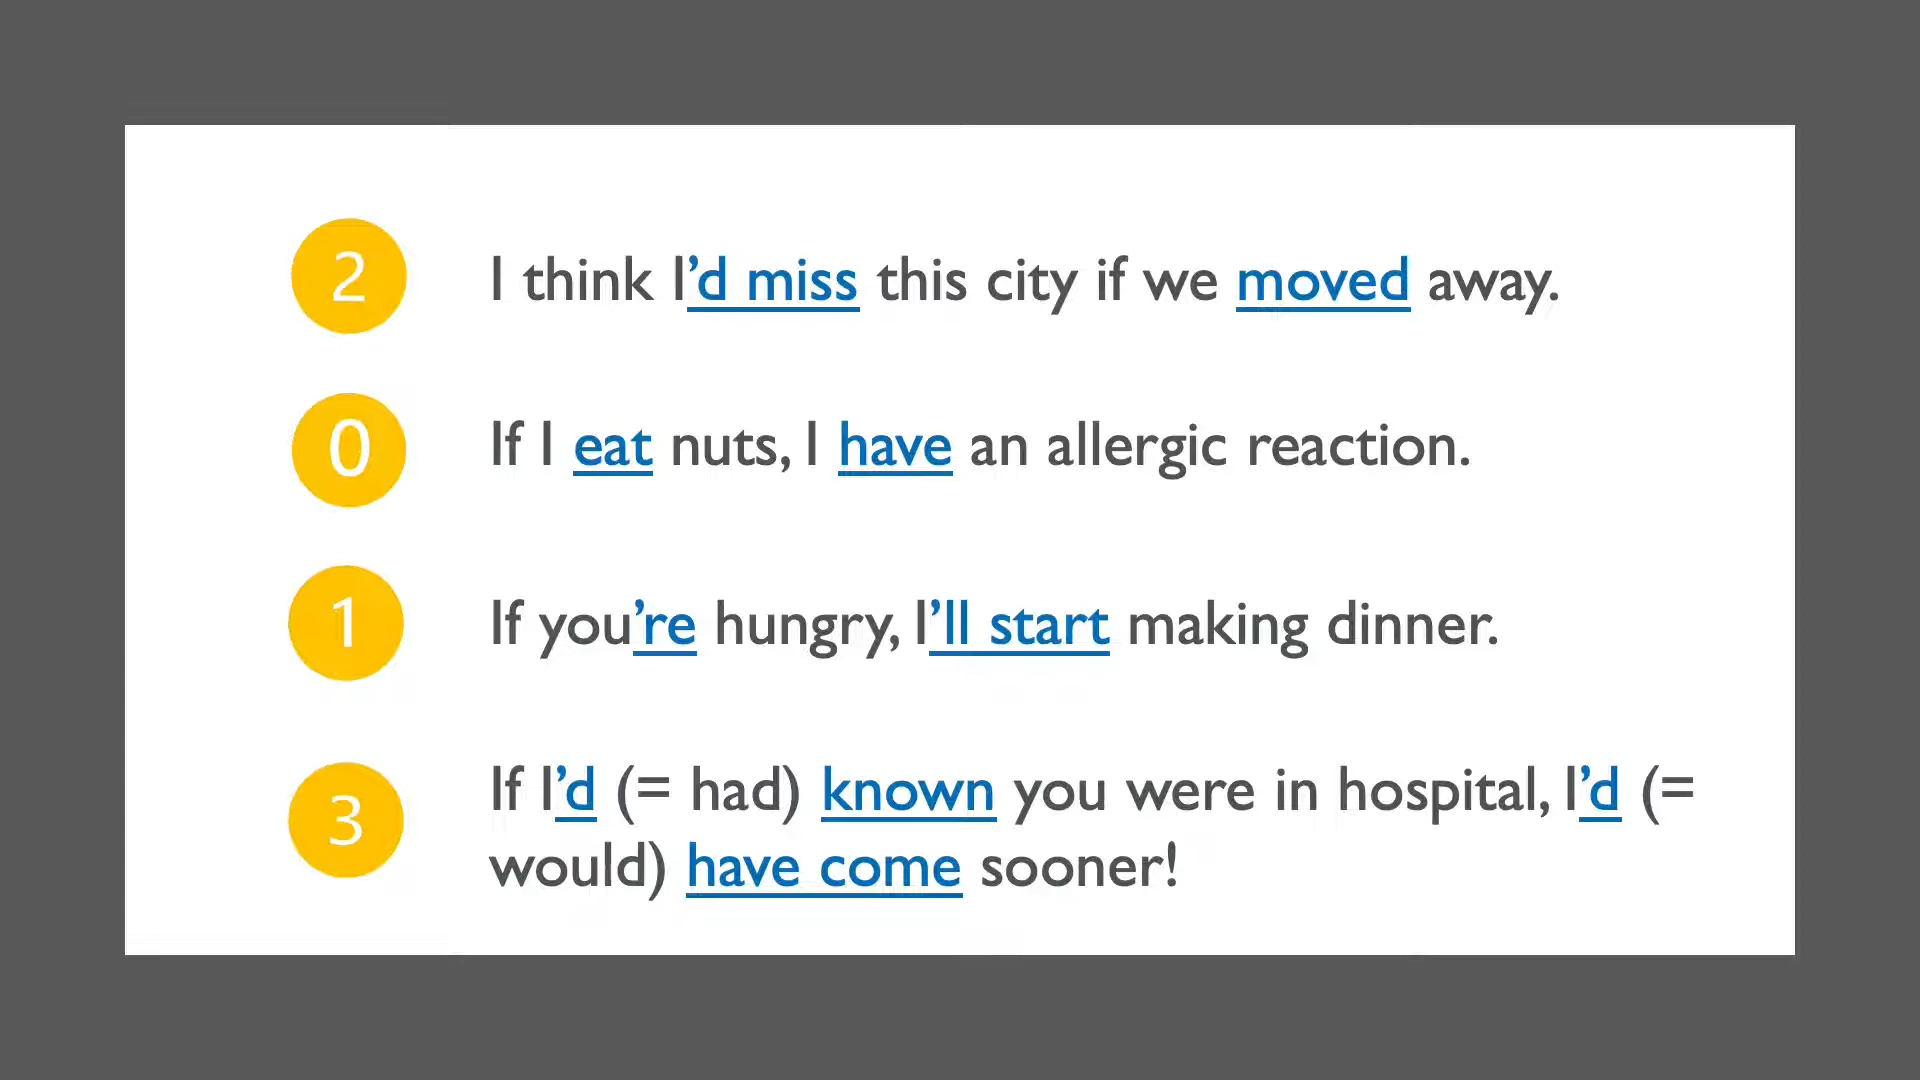 2 I think I’d miss this city if we moved away.
0 If I eat nuts, I have an allergic reaction.
1 If you’re hungry, I’ll start making dinner.
3 If I’d (= had) known you were in hospital, I’d (=
would) have come sooner!